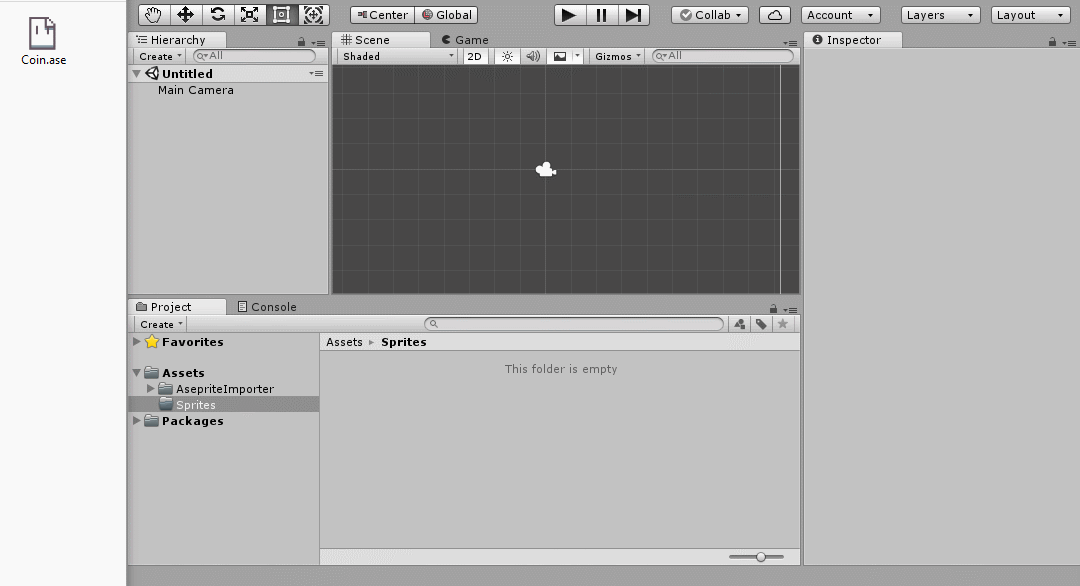 Coin.ase
Center Global Collab Account Layers Layout
Hierarchy
Create All
Untitled
Main Camera
Scene Game
Shaded 2D Gizmos All
Inspector
Project Console
Create
Favorites
Assets
AsepriteImporter
Sprites
Packages
Assets ▸ Sprites
This folder is empty